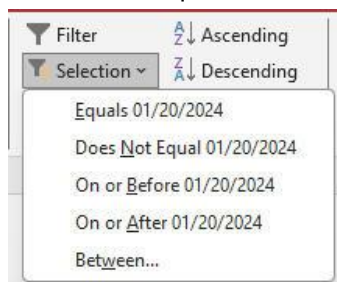 Filter
A Z Ascending
Selection
Z A Descending
Equals 01/20/2024
Does Not Equal 01/20/2024
On or Before 01/20/2024
On or After 01/20/2024
Between...